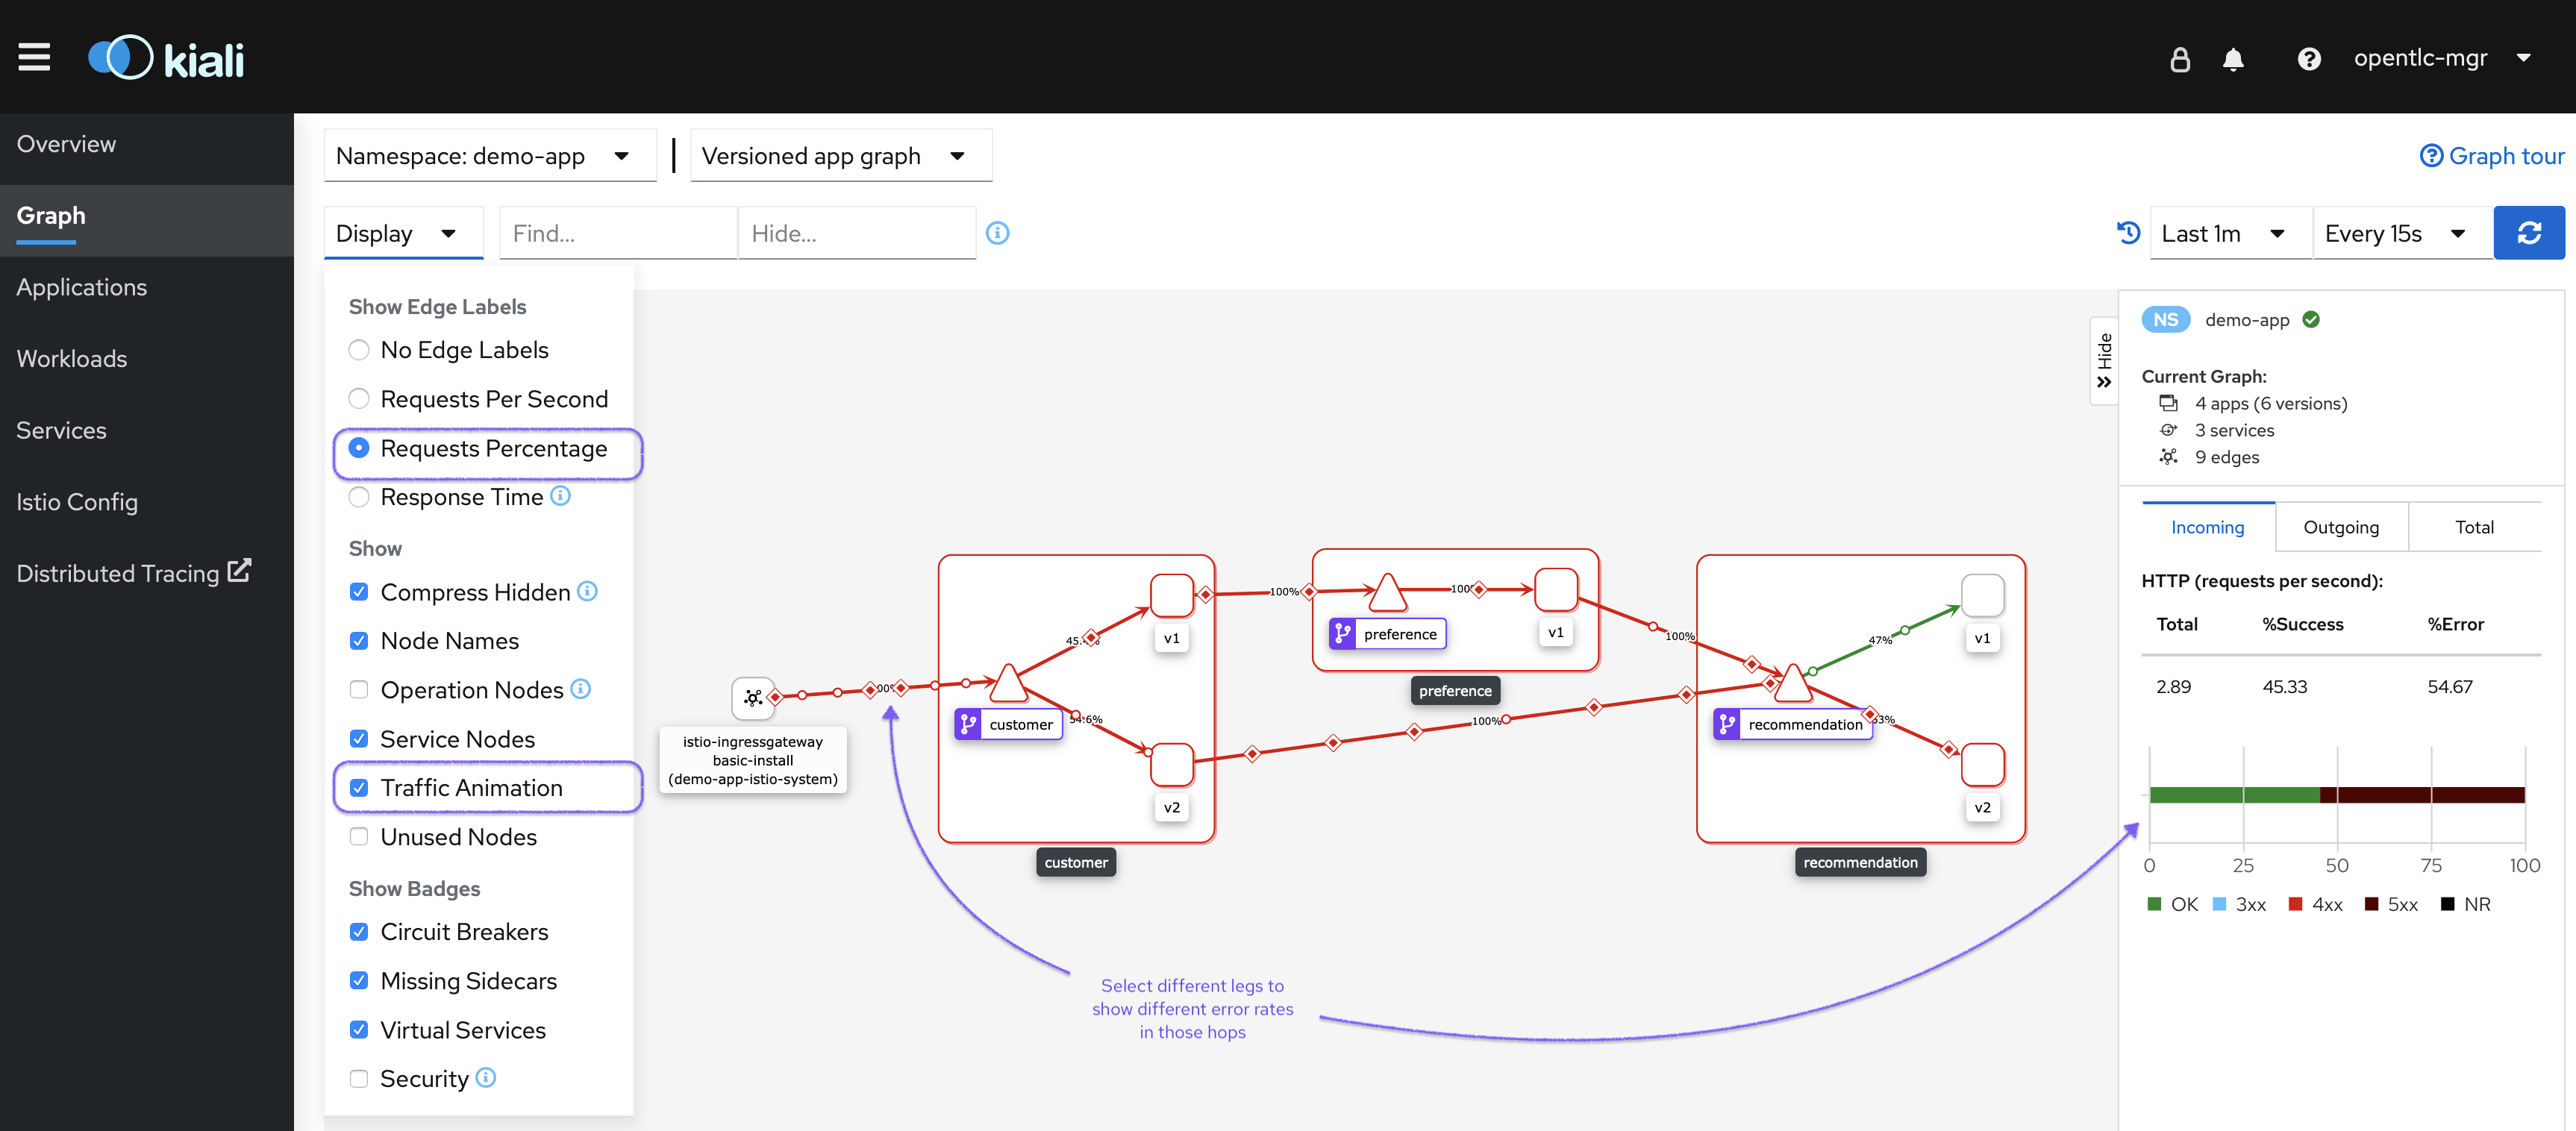 kiali
opentlc-mgr
Overview
Graph
Applications
Workloads
Services
Istio Config
Distributed Tracing
Namespace: demo-app
Versioned app graph
Graph tour
Display
Find...
Hide...
Last 1m
Every 15s
Show Edge Labels
No Edge Labels
Requests Per Second
Requests Percentage
Response Time
Show
Compress Hidden
Node Names
Operation Nodes
Service Nodes
Traffic Animation
Unused Nodes
Show Badges
Circuit Breakers
Missing Sidecars
Virtual Services
Security
istio-ingressgateway
basic-install
(demo-app-istio-system)
customer
v1
v2
54.6%
customer
100%
preference
v1
preference
100%
100%
recommendation
47%
v1
v2
recommendation
Select different legs to
show different error rates
in those hops
Hide
NS demo-app
Current Graph:
4 apps (6 versions)
3 services
9 edges
Incoming
Outgoing
Total
HTTP (requests per second):
Total %Success %Error
2.89 45.33 54.67
0 25 50 75 100
OK 3xx 4xx 5xx NR